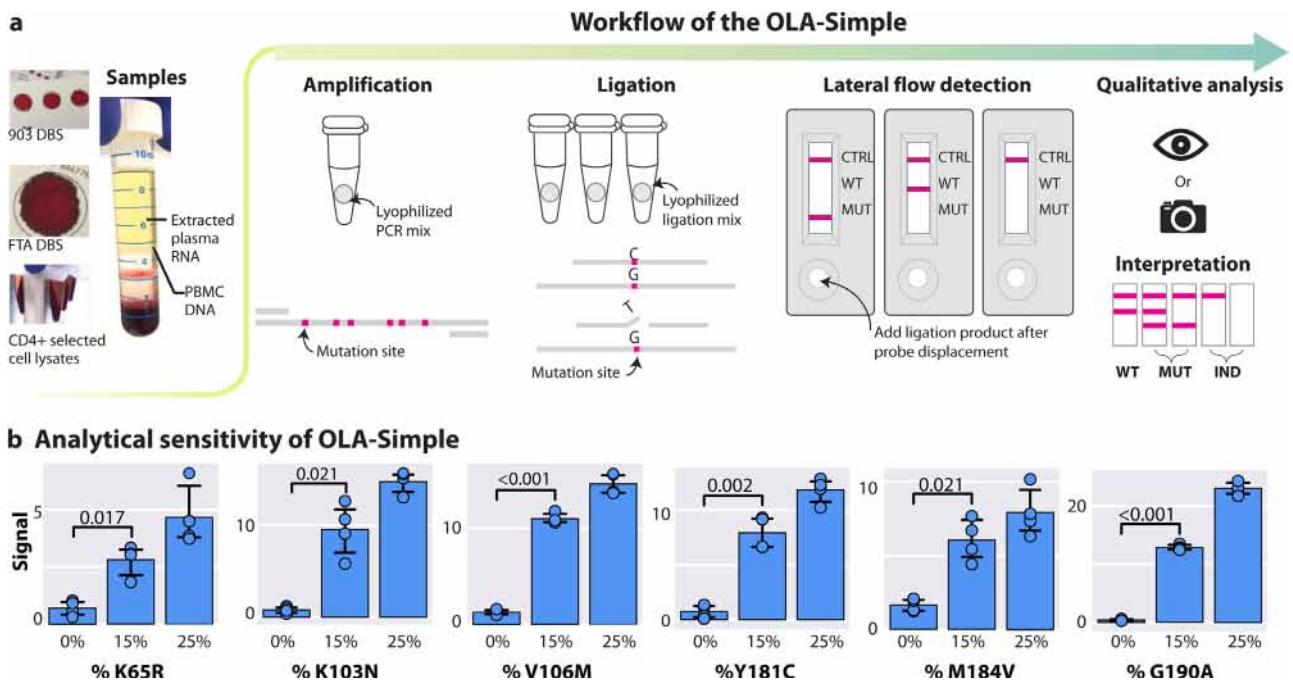 a
Workflow of the OLA-Simple
Samples
903 DBS
FTA DBS
CD4+ selected
cell lysates
10
8
6
4
Extracted
plasma
RNA
PBMC
DNA
Amplification
Lyophilized
PCR mix
Mutation site
Ligation
Lyophilized
ligation mix
C
G
G
Mutation site
Lateral flow detection
CTRL
WT
MUT
CTRL
WT
MUT
CTRL
WT
MUT
Add ligation product after
probe displacement
Qualitative analysis
Or
Interpretation
WT MUT IND
b Analytical sensitivity of OLA-Simple
Signal
5
0
0.017
0% 15% 25%
% K65R
10
0
0.021
0% 15% 25%
% K103N
10
0
<0.001
0% 15% 25%
% V106M
10
0
0.002
0% 15% 25%
%Y181C
10
0
0.021
0% 15% 25%
% M184V
20
0
<0.001
0% 15% 25%
% G190A